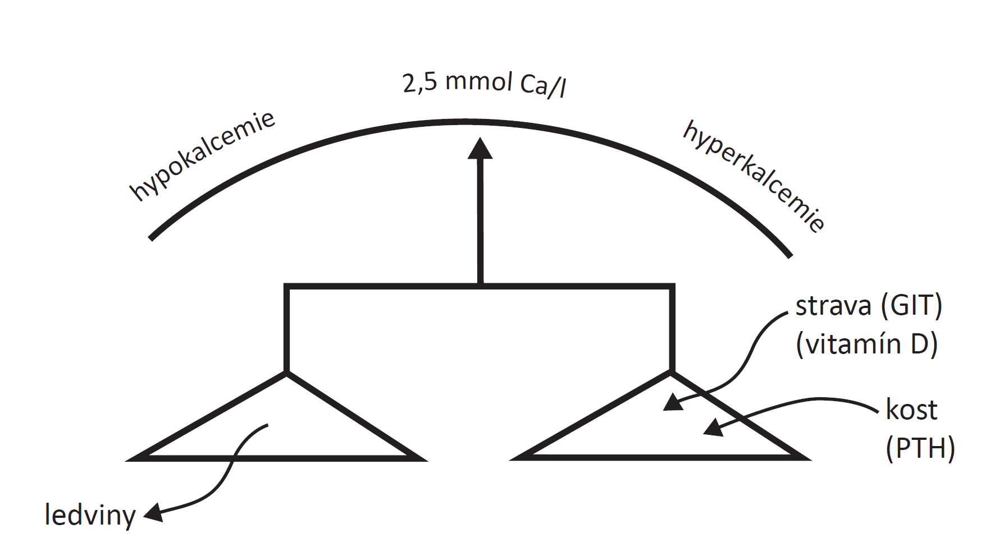 2,5 mmol Ca/l
hypokalcemie
hyperkalcemie
strava (GIT)
(vitamín D)
kost
(PTH)
ledviny